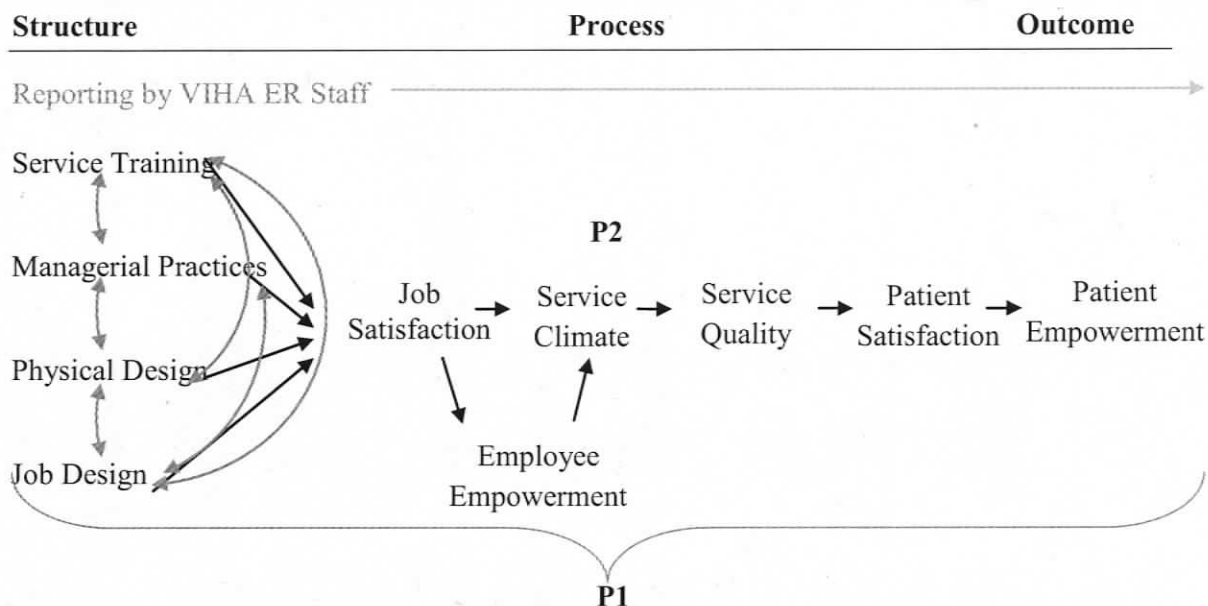 Structure Process Outcome
Reporting by VIHA ER Staff
Service Training
P2
Managerial Practices
Job
Satisfaction
Service
Climate
Service
Quality
Patient
Satisfaction
Patient
Empowerment
Physical Design
Employee
Empowerment
Job Design
P1